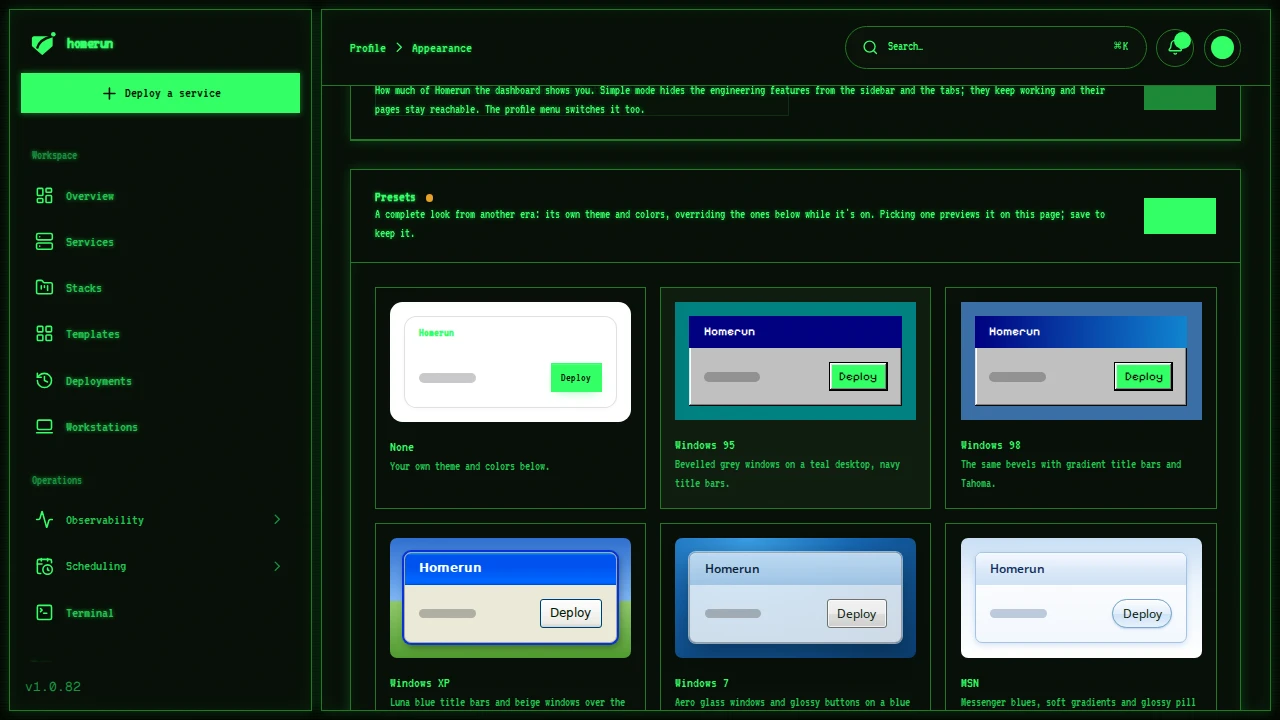 homerun
Profile
Appearance
Search…
⌘K
Deploy a service
How much of Homerun the dashboard shows you. Simple mode hides the engineering features from the sidebar and the tabs; they keep working and their
pages stay reachable. The profile menu switches it too.
Workspace
Overview
Services
Stacks
Templates
Deployments
Workstations
Operations
Observability
Scheduling
Terminal
v1.0.82
Presets
A complete look from another era: its own theme and colors, overriding the ones below while it's on. Picking one previews it on this page; save to
keep it.
Homerun
Deploy
None
Your own theme and colors below.
Homerun
Deploy
Windows 95
Bevelled grey windows on a teal desktop, navy
title bars.
Homerun
Deploy
Windows 98
The same bevels with gradient title bars and
Tahoma.
Homerun
Deploy
Windows XP
Luna blue title bars and beige windows over the
Homerun
Deploy
Windows 7
Aero glass windows and glossy buttons on a blue
Homerun
Deploy
MSN
Messenger blues, soft gradients and glossy pill